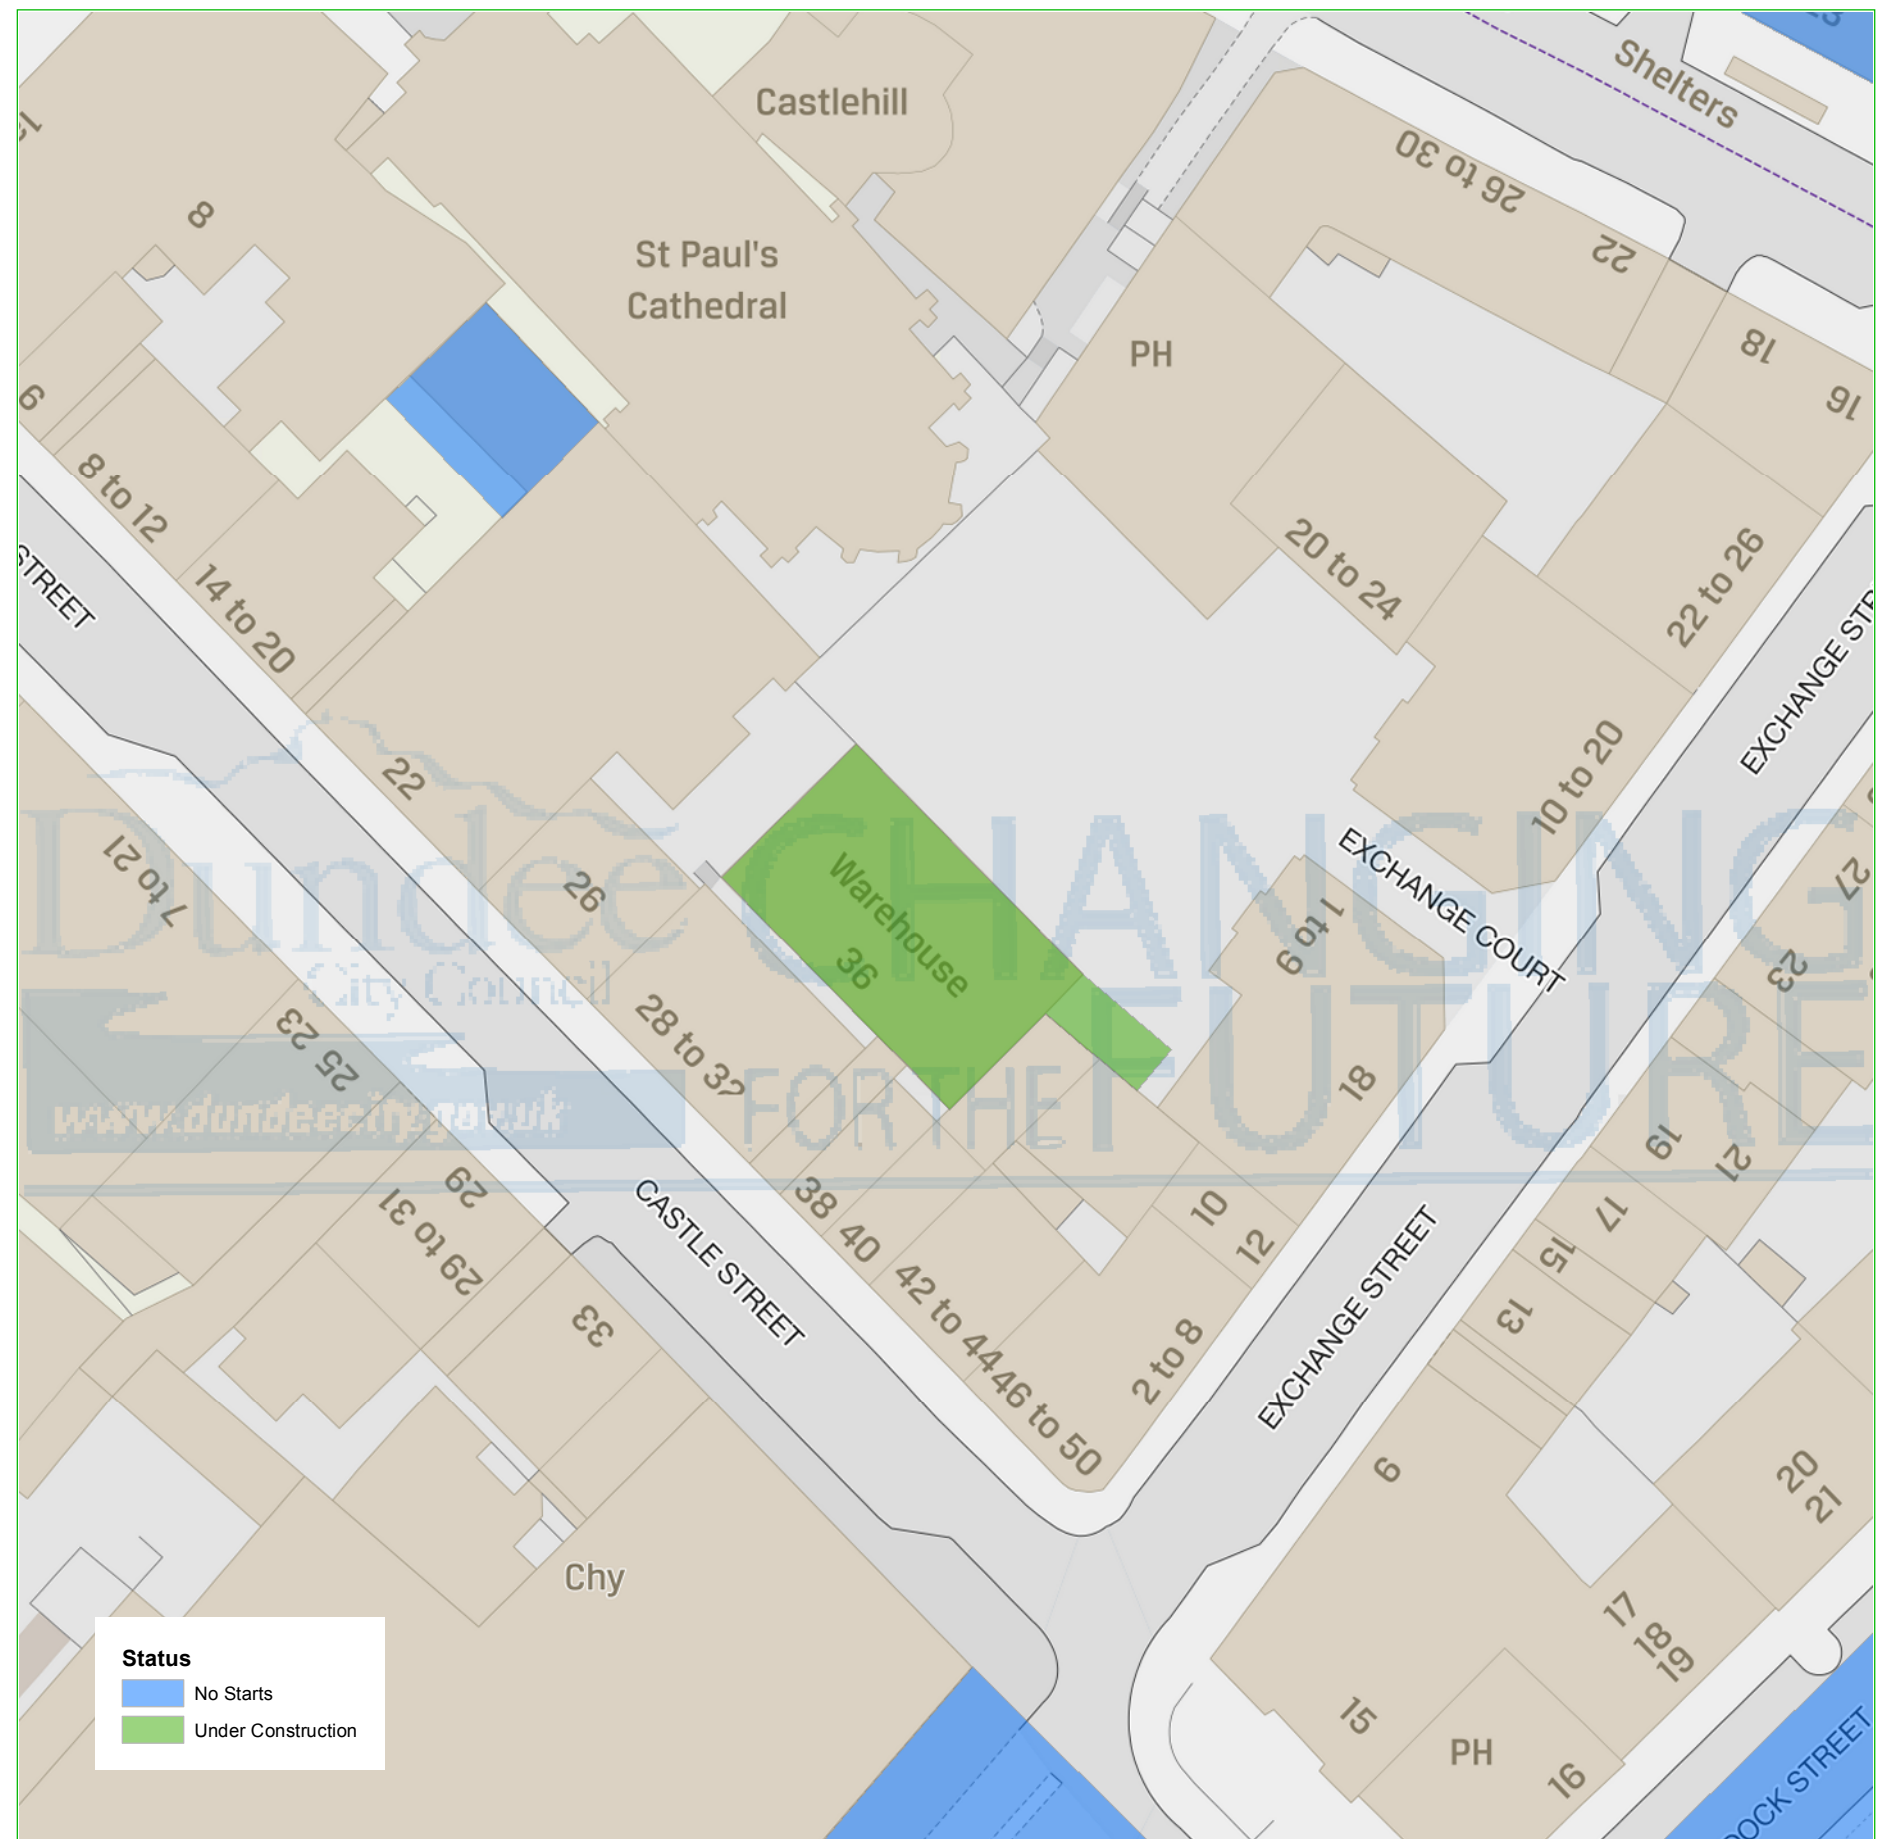 Shelters
Castlehill
26 to 30
8
St Paul's
Cathedral
22
PH
18
16
8 to 12
20 to 24
22 to 26
STREET
14 to 20
EXCHANGE STR
22
10 to 20
7 to 21
Dundee
City Council
www.dundeecity.gov.uk
CHANGING
FOR THE
FUTURE
26
Warehouse
36
EXCHANGE COURT
1 to 9
27
23
28 to 32
25 23
18
19
21
29
29 to 31
38
40
10
12
17
15
13
CASTLE STREET
42 to 44
46 to 50
2 to 8
EXCHANGE STREET
33
6
20
21
Chy
17
18
19
15
PH
16
DOCK STREET
Status
No Starts
Under Construction